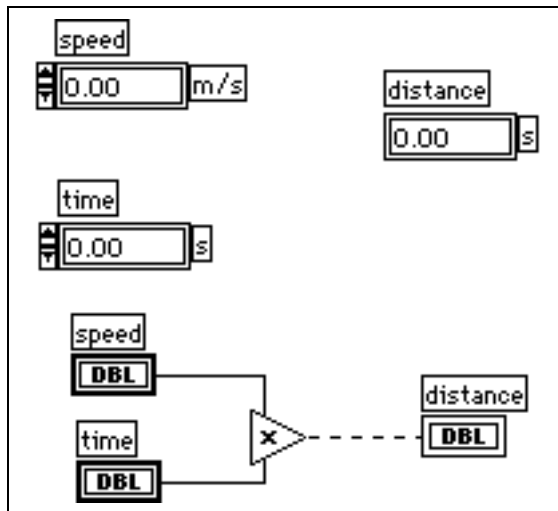 speed
0.00 m/s
distance
0.00 s
time
0.00 s
speed
DBL
distance
time
×
DBL
DBL